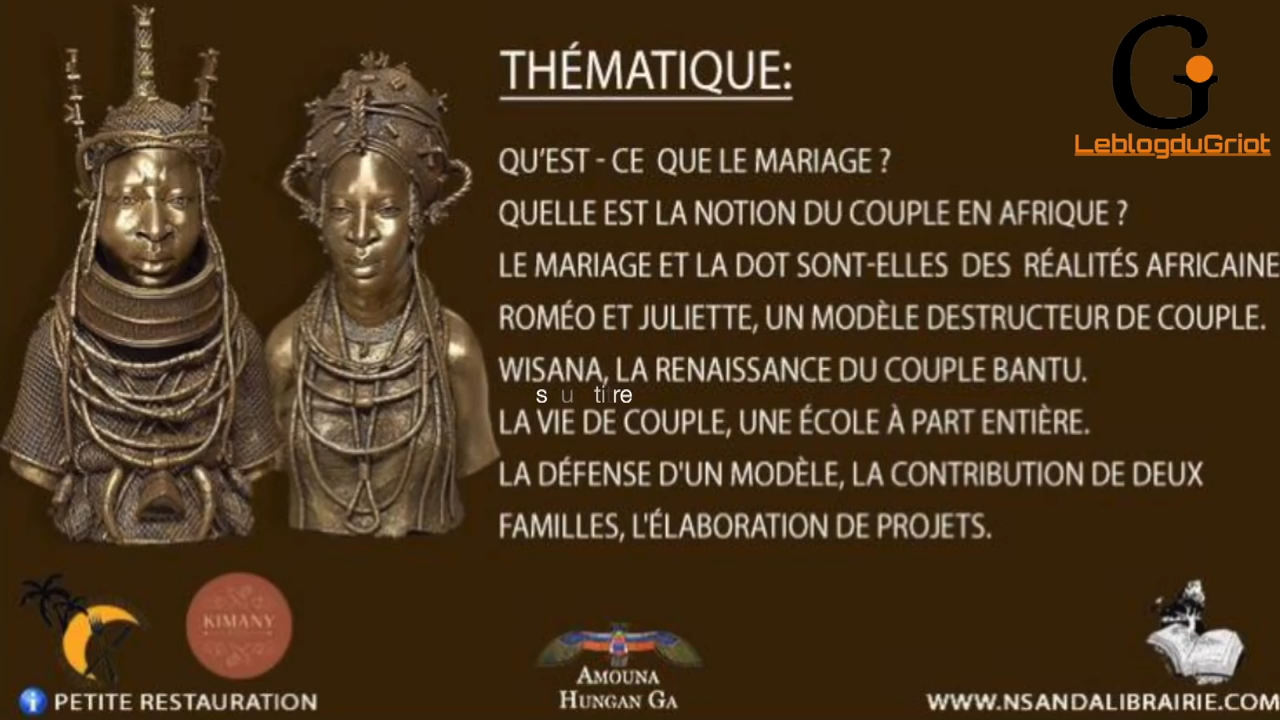 THÉMATIQUE:
LeblogduGriot
QU'EST - CE QUE LE MARIAGE ?
QUELLE EST LA NOTION DU COUPLE EN AFRIQUE ?
LE MARIAGE ET LA DOT SONT-ELLES DES RÉALITÉS AFRICAINE
ROMÉO ET JULIETTE, UN MODÈLE DESTRUCTEUR DE COUPLE.
WISANA, LA RENAISSANCE DU COUPLE BANTU.
LA VIE DE COUPLE, UNE ÉCOLE À PART ENTIÈRE.
LA DÉFENSE D'UN MODÈLE, LA CONTRIBUTION DE DEUX
FAMILLES, L'ÉLABORATION DE PROJETS.
KIMANY
AMOUNA
HUNGAN GA
PETITE RESTAURATION
WWW.NSANDALIBRAIRIE.COM